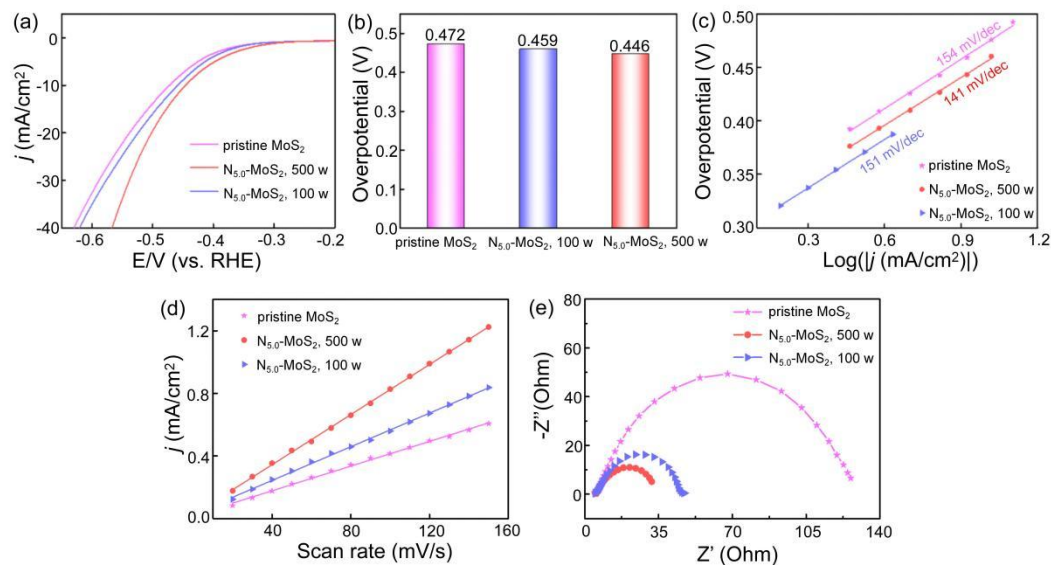 (a)
0
-10
-20
-30
-40
j (mA/cm²)
pristine MoS₂
N₅.₀-MoS₂, 500 w
N₅.₀-MoS₂, 100 w
-0.6 -0.5 -0.4 -0.3 -0.2
E/V (vs. RHE)
(b)
0.5
0.4
0.3
0.2
0.1
0.0
Overpotential (V)
0.472 0.459 0.446
pristine MoS₂ N₅.₀-MoS₂, 100 w N₅.₀-MoS₂, 500 w
(c)
0.50
0.45
0.40
0.35
0.30
Overpotential (V)
154 mV/dec
141 mV/dec
151 mV/dec
pristine MoS₂
N₅.₀-MoS₂, 500 w
N₅.₀-MoS₂, 100 w
0.3 0.6 0.9 1.2
Log(|j (mA/cm²)|)
(d)
1.2
0.8
0.4
0.0
j (mA/cm²)
pristine MoS₂
N₅.₀-MoS₂, 500 w
N₅.₀-MoS₂, 100 w
0 40 80 120 160
Scan rate (mV/s)
(e)
80
60
40
20
0
-Z''(Ohm)
pristine MoS₂
N₅.₀-MoS₂, 500 w
N₅.₀-MoS₂, 100 w
0 35 70 105 140
Z' (Ohm)